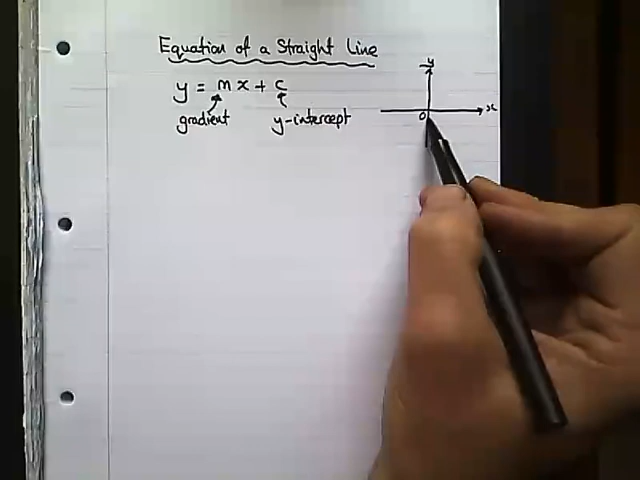 Equation of a Straight Line
y = mx + c
gradient y-intercept
y
x
0